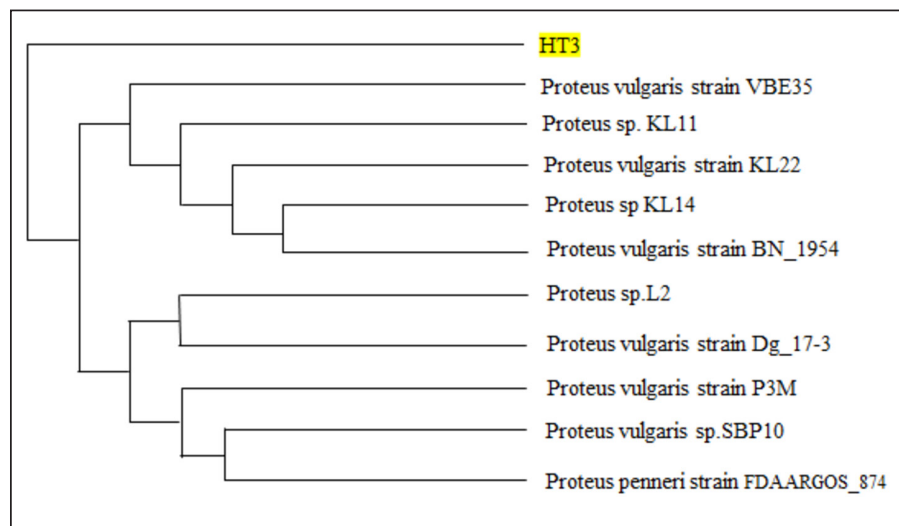 HT3
Proteus vulgaris strain VBE35
Proteus sp. KL11
Proteus vulgaris strain KL22
Proteus sp KL14
Proteus vulgaris strain BN_1954
Proteus sp.L2
Proteus vulgaris strain Dg_17-3
Proteus vulgaris strain P3M
Proteus vulgaris sp.SBP10
Proteus penneri strain FDAARGOS_874